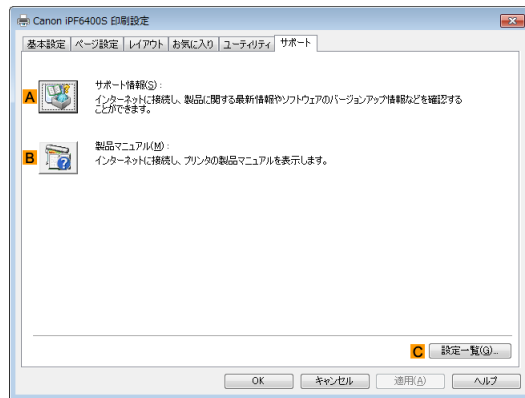 Canon iPF6400S 印刷設定
基本設定 ページ設定 レイアウト お気に入り ユーティリティ サポート
A
サポート情報(S) :
インターネットに接続し、製品に関する最新情報やソフトウェアのバージョンアップ情報などを確認する
ことができます。
B
製品マニュアル(M) :
インターネットに接続し、プリンタの製品マニュアルを表示します。
C 設定一覧(G)...
OK キャンセル 適用(A) ヘルプ